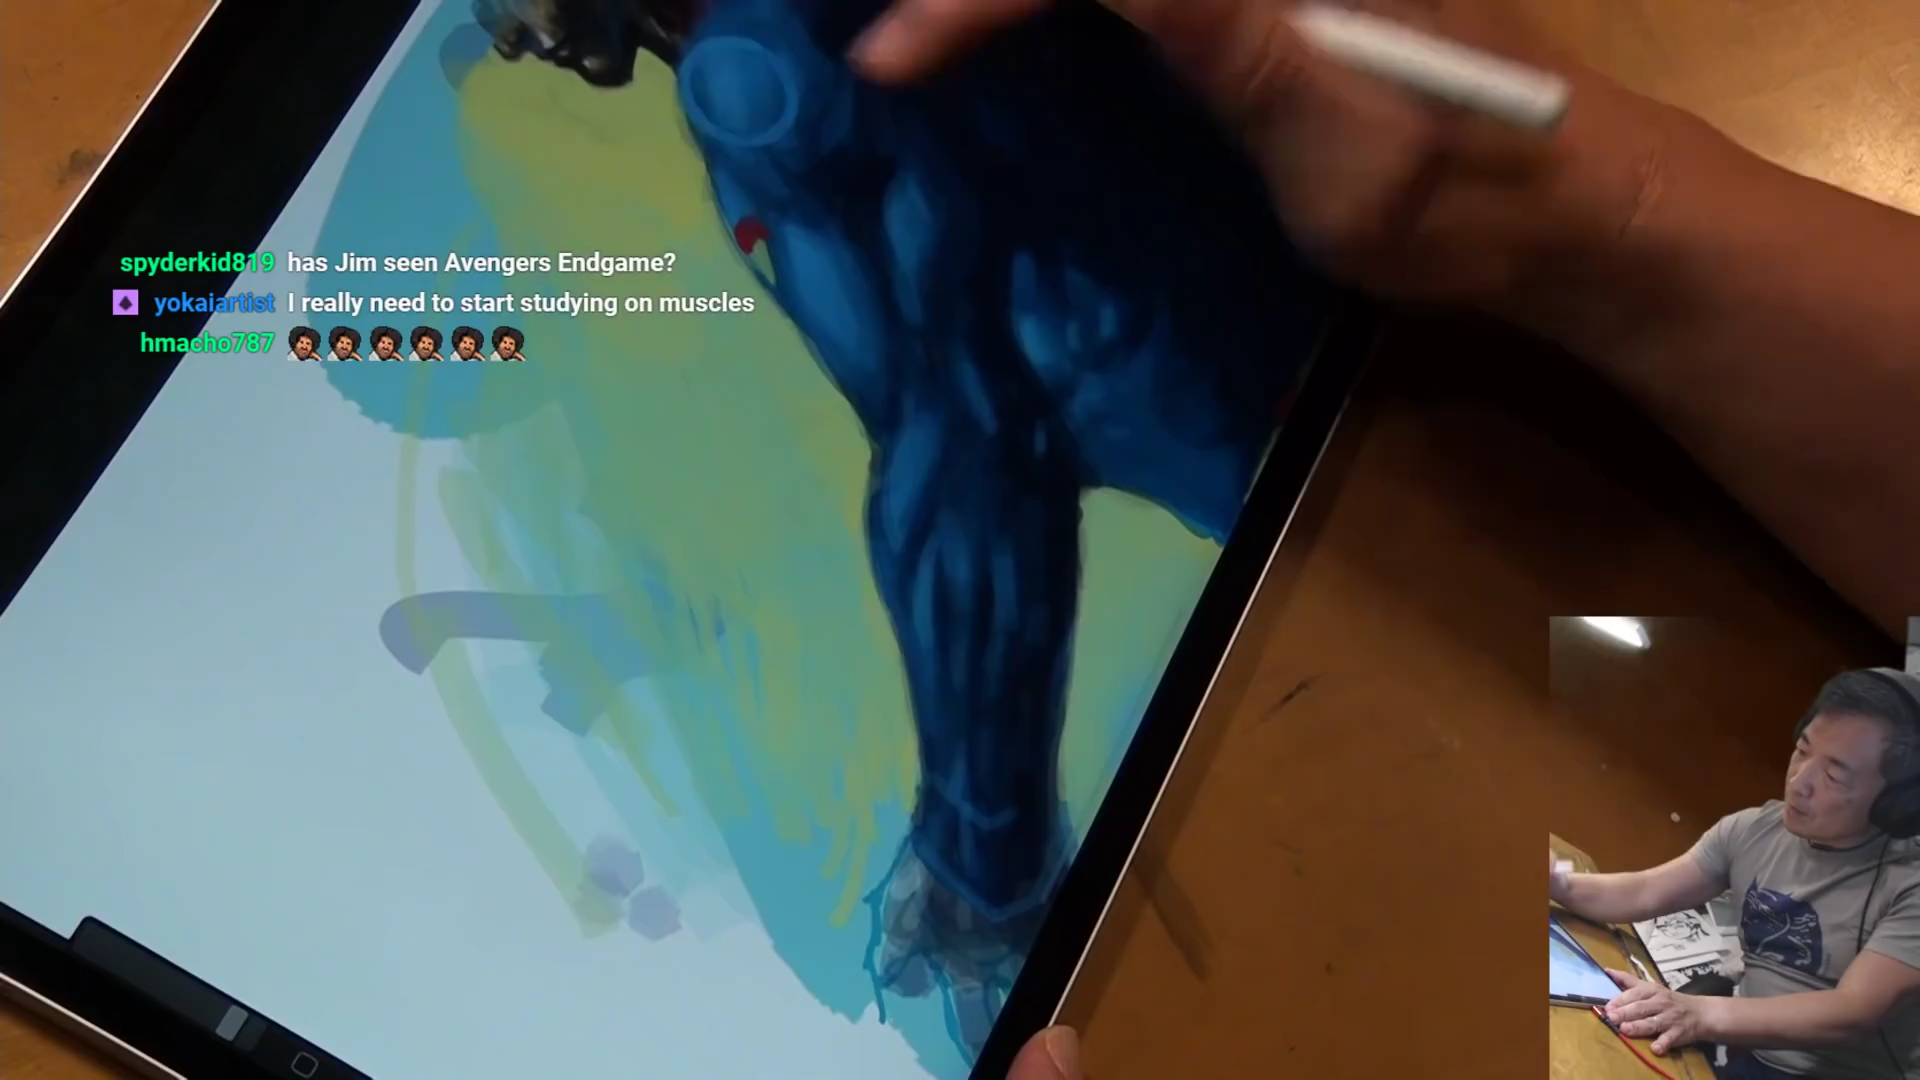 spyderkid819 has Jim seen Avengers Endgame?
yokaiartist I really need to start studying on muscles
hmacho787